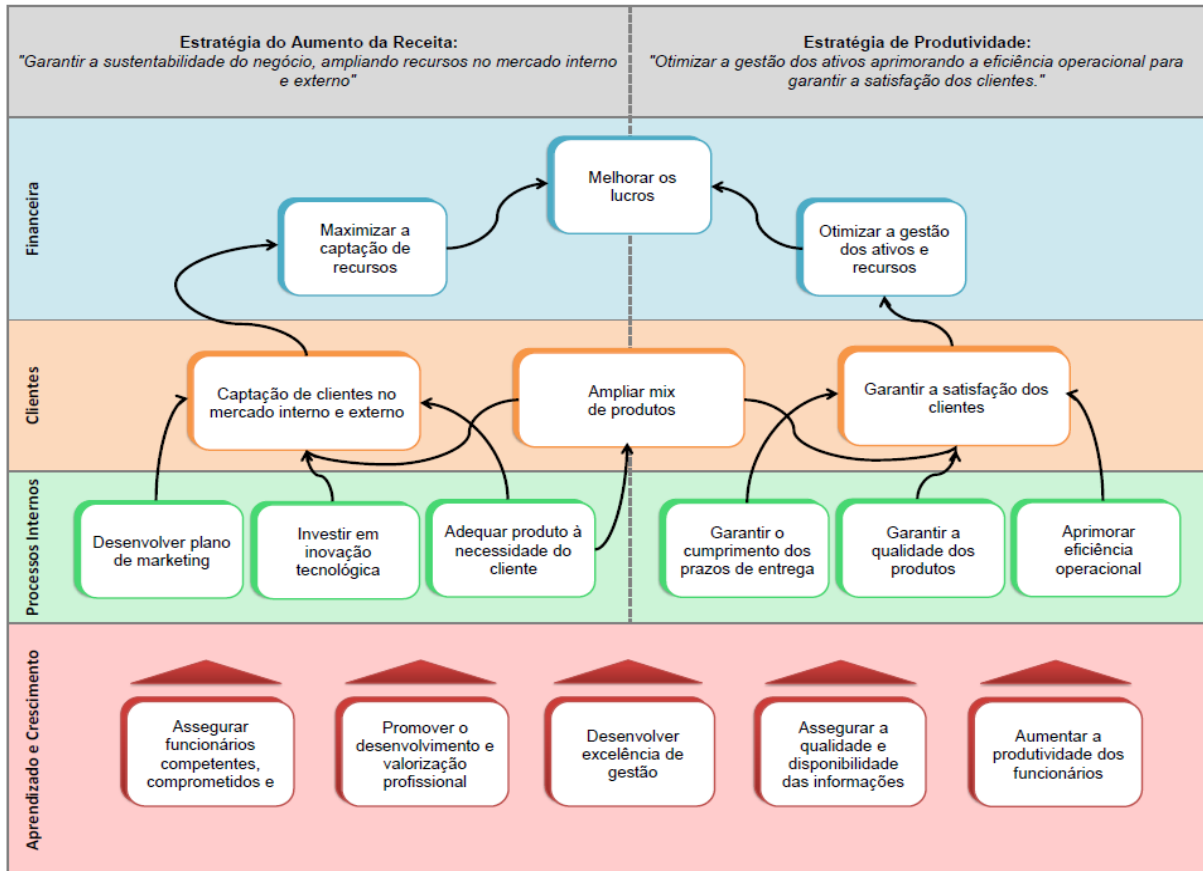 Estratégia do Aumento da Receita:
"Garantir a sustentabilidade do negócio, ampliando recursos no mercado interno
e externo"
Estratégia de Produtividade:
"Otimizar a gestão dos ativos aprimorando a eficiência operacional para
garantir a satisfação dos clientes."
Financeira
Melhorar os
lucros
Maximizar a
captação de
recursos
Otimizar a gestão
dos ativos e
recursos
Clientes
Captação de clientes no
mercado interno e externo
Ampliar mix
de produtos
Garantir a satisfação dos
clientes
Processos Internos
Desenvolver plano
de marketing
Investir em
inovação
tecnológica
Adequar produto à
necessidade do
cliente
Garantir o
cumprimento dos
prazos de entrega
Garantir a
qualidade dos
produtos
Aprimorar
eficiência
operacional
Aprendizado e Crescimento
Assegurar
funcionários
competentes,
comprometidos e
Promover o
desenvolvimento e
valorização
profissional
Desenvolver
excelência de
gestão
Assegurar a
qualidade e
disponibilidade
das informações
Aumentar a
produtividade dos
funcionários